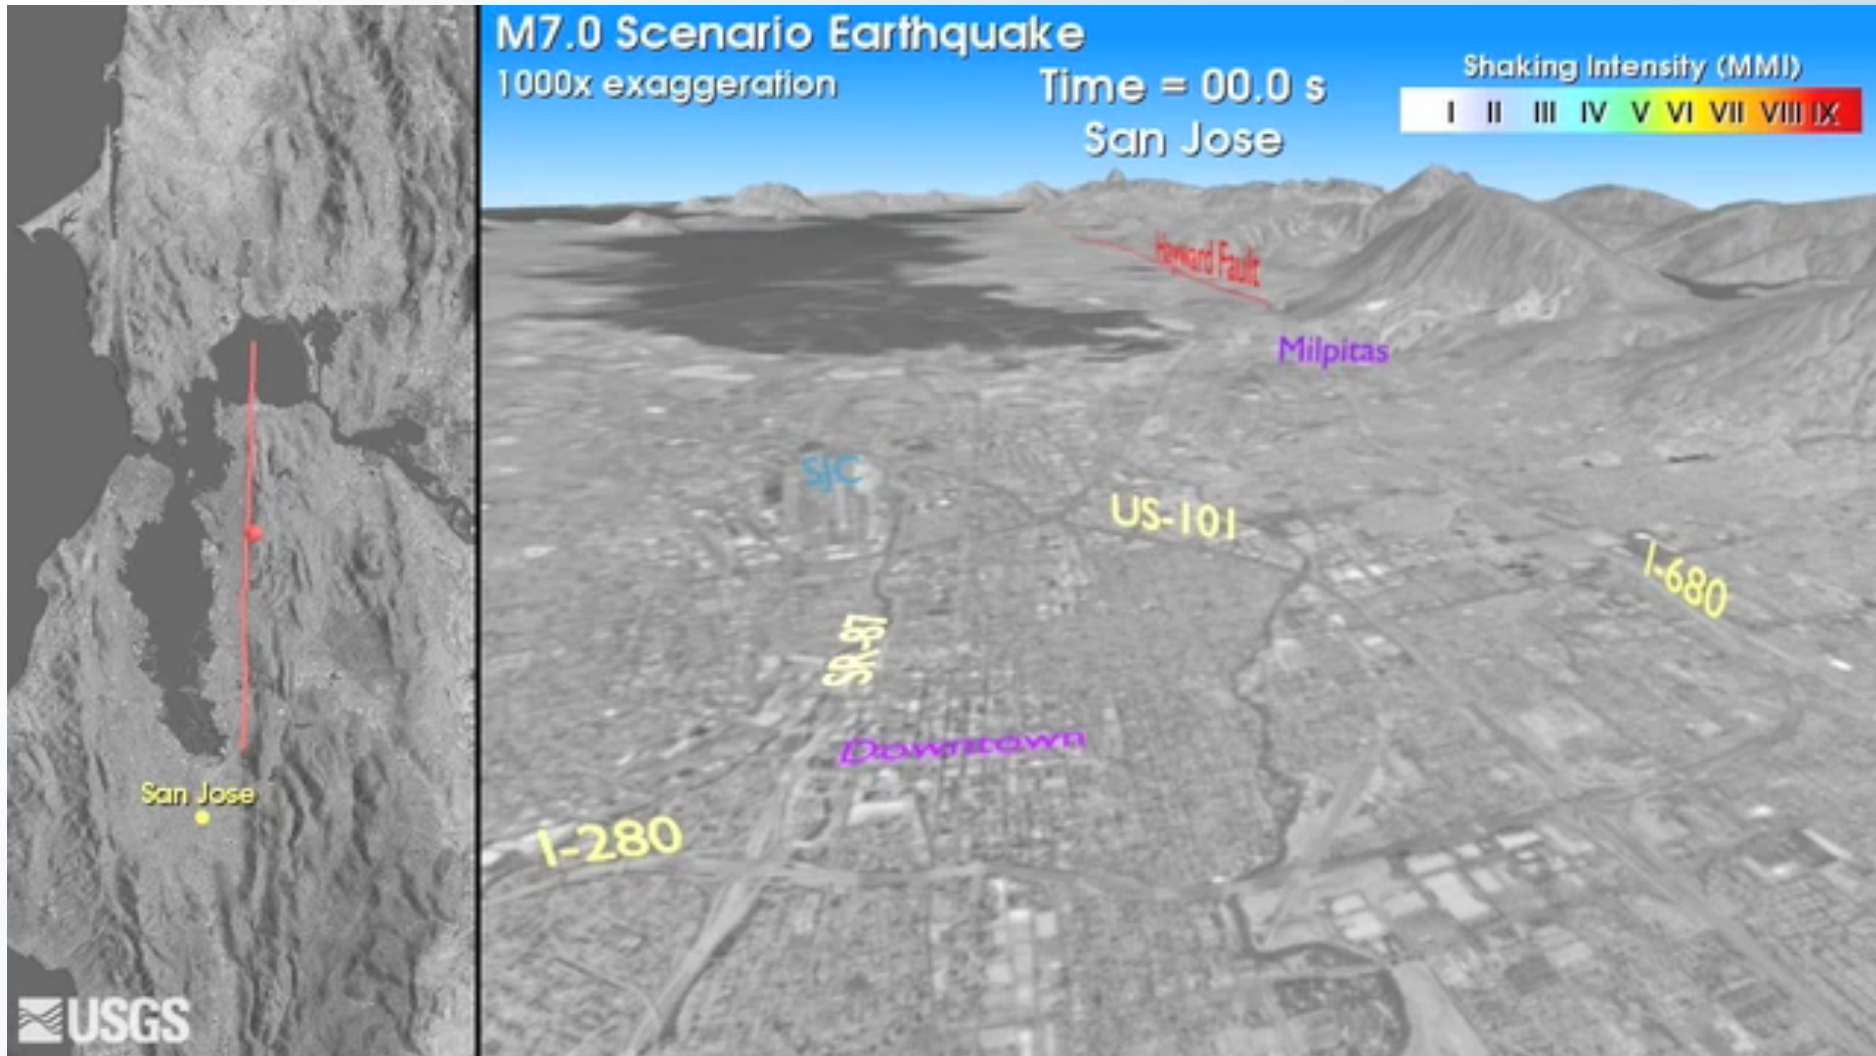 M7.0 Scenario Earthquake
1000x exaggeration
Time = 00.0 s
San Jose
Shaking Intensity (MMI)
I II III IV V VI VII VIII IX
Hayward Fault
Milpitas
SJC
US-101
I-680
SR-87
Downtown
I-280
San Jose
USGS